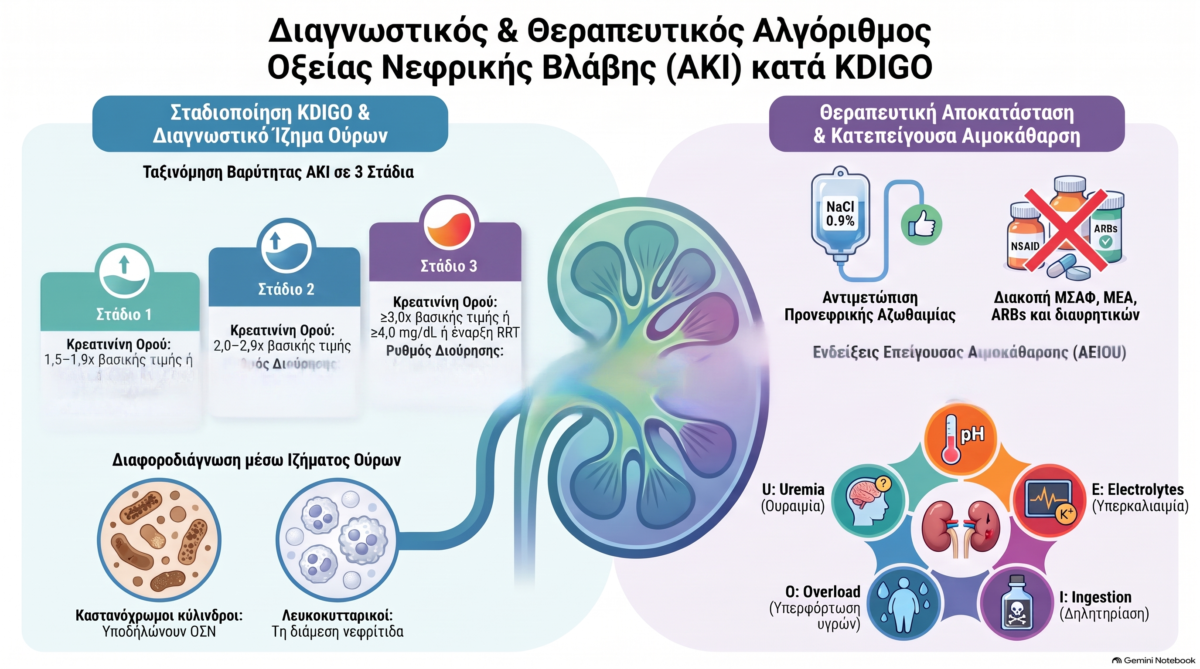 Διαγνωστικός & Θεραπευτικός Αλγόριθμος
Οξείας Νεφρικής Βλάβης (AKI) κατά KDIGO
Σταδιοποίηση KDIGO &
Διαγνωστικό Ίζημα Ούρων
Ταξινόμηση Βαρύτητας AKI σε 3 Στάδια
Στάδιο 1
Κρεατινίνη Ορού:
1,5–1,9x βασικής τιμής ή
Στάδιο 2
Κρεατινίνη Ορού:
2,0–2,9x βασικής τιμής
Διούρησης:
Στάδιο 3
Κρεατινίνη Ορού:
≥3,0x βασικής τιμής ή
≥4,0 mg/dL ή έναρξη RRT
Ρυθμός Διούρησης:
Διαφοροδιάγνωση μέσω Ιζήματος Ούρων
Καστανόχρωμοι κύλινδροι:
Υποδήλώνουν ΟΣΝ
Λευκοκυτταρικοί:
Τη διάμεση νεφρίτιδα
Θεραπευτική Αποκατάσταση
& Κατεπείγουσα Αιμοκάθαρση
NaCl
0.9%
Αντιμετώπιση
Προνεφρικής Αζωθαιμίας
NSAID
ARBs
Διακοπή ΜΣΑΦ, ΜΕΑ,
ARBs και διαυρητικών
Ενδείξεις Επείγουσας Αιμοκάθαρσης (AEIOU)
pH
U: Uremia
(Ουραιμία)
?
E: Electrolytes
(Υπερκαλιαιμία)
K+
O: Overload
(Υπερφόρτωση
υγρών)
I: Ingestion
(Δηλητηρίαση)
Gemini Notebook